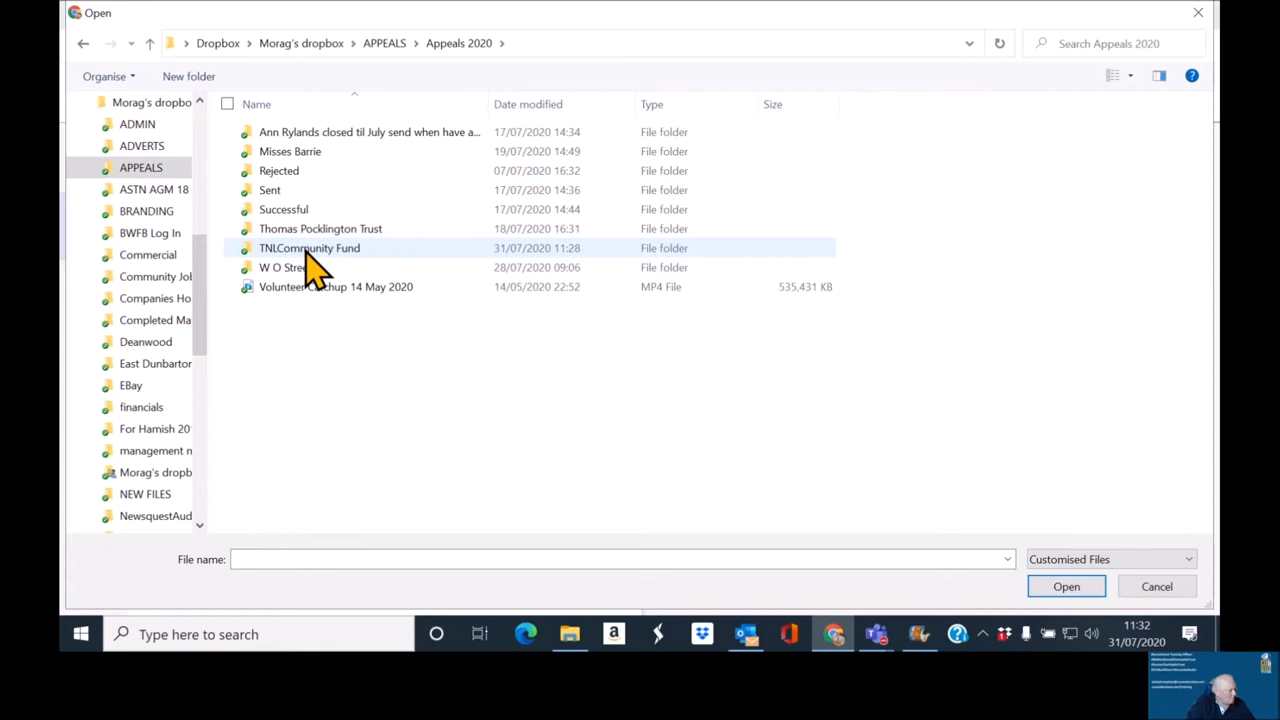 Open
Dropbox > Morag's dropbox > APPEALS > Appeals 2020 >
Search Appeals 2020
Organise
New folder
Name
Date modified
Type
Size
Morag's dropbo
ADMIN
ADVERTS
APPEALS
ASTN AGM 18
BRANDING
BWFB Log In
Commercial
Community Jo
Companies Ho
Completed Ma
Deanwood
East Dunbarton
EBay
financials
For Hamish 20
management n
Morag's dropb
NEW FILES
NewsquestAud
Ann Rylands closed til July send when have a... 17/07/2020 14:34 File folder
Misses Barrie 19/07/2020 14:49 File folder
Rejected 07/07/2020 16:32 File folder
Sent 17/07/2020 14:36 File folder
Successful 17/07/2020 14:44 File folder
Thomas Pocklington Trust 18/07/2020 16:31 File folder
TNLCommunity Fund 31/07/2020 11:28 File folder
W O Stree 28/07/2020 09:06 File folder
Volunteer C chup 14 May 2020 14/05/2020 22:52 MP4 File 535,431 KB
File name:
Customised Files
Open
Cancel
Type here to search
11:32
31/07/2020